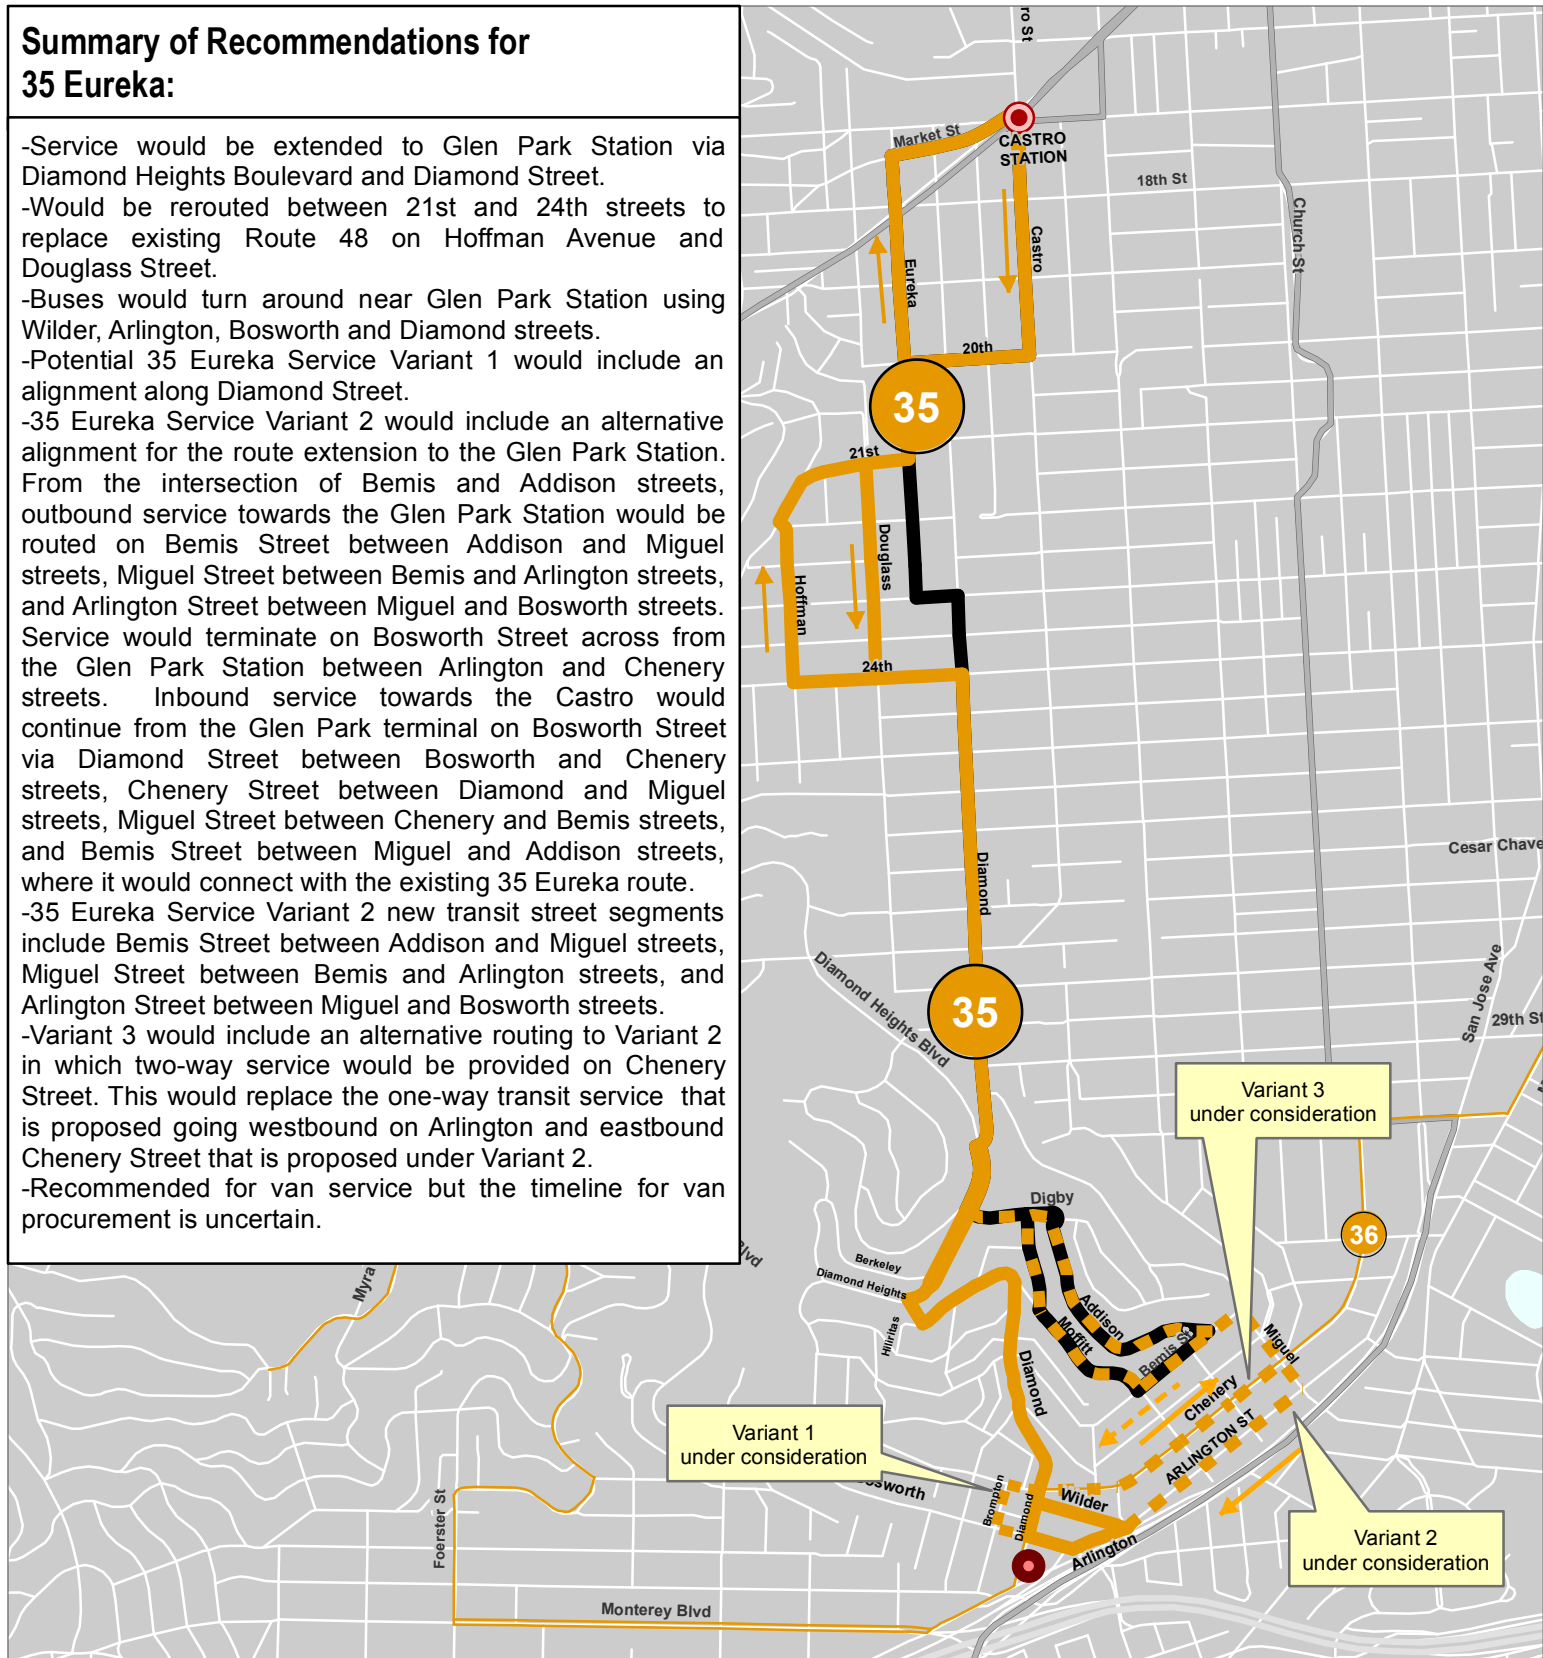 Summary of Recommendations for
35 Eureka:
-Service would be extended to Glen Park Station via
Diamond Heights Boulevard and Diamond Street.
-Would be rerouted between 21st and 24th streets to
replace existing Route 48 on Hoffman Avenue and
Douglass Street.
-Buses would turn around near Glen Park Station using
Wilder, Arlington, Bosworth and Diamond streets.
-Potential 35 Eureka Service Variant 1 would include an
alignment along Diamond Street.
-35 Eureka Service Variant 2 would include an alternative
alignment for the route extension to the Glen Park Station.
From the intersection of Bemis and Addison streets,
outbound service towards the Glen Park Station would be
routed on Bemis Street between Addison and Miguel
streets, Miguel Street between Bemis and Arlington streets,
and Arlington Street between Miguel and Bosworth streets.
Service would terminate on Bosworth Street across from
the Glen Park Station between Arlington and Chenery
streets. Inbound service towards the Castro would
continue from the Glen Park terminal on Bosworth Street
via Diamond Street between Bosworth and Chenery
streets, Chenery Street between Diamond and Miguel
streets, Miguel Street between Chenery and Bemis streets,
and Bemis Street between Miguel and Addison streets,
where it would connect with the existing 35 Eureka route.
-35 Eureka Service Variant 2 new transit street segments
include Bemis Street between Addison and Miguel streets,
Miguel Street between Bemis and Arlington streets, and
Arlington Street between Miguel and Bosworth streets.
-Variant 3 would include an alternative routing to Variant 2
in which two-way service would be provided on Chenery
Street. This would replace the one-way transit service that
is proposed going westbound on Arlington and eastbound
Chenery Street that is proposed under Variant 2.
-Recommended for van service but the timeline for van
procurement is uncertain.
ro St
Market St
CASTRO
STATION
18th St
Church St
Castro
Eureka
20th
35
21st
Douglass
Hoffman
24th
Diamond
Cesar Chave
Diamond Heights Blvd
San Jose Ave
29th St
35
Variant 3
under consideration
Digby
36
lvd
Berkeley
Diamond Heights
Myra
Hiliritas
Addison
Moffitt
Bemis St
Miguel
Diamond
Chenery
ARLINGTON ST
Variant 1
under consideration
osworth
Brompton
Diamond
Wilder
Arlington
Foerster St
Variant 2
under consideration
Monterey Blvd